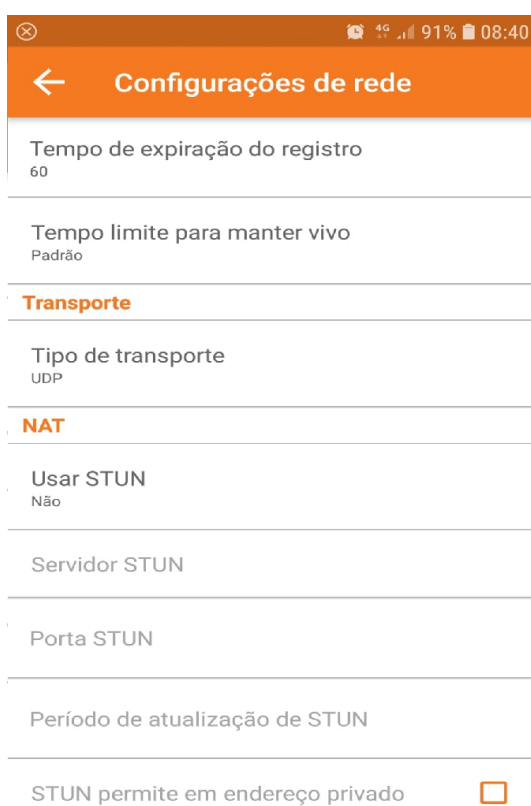 4G 91% 08:40
Configurações de rede
Tempo de expiração do registro
60
Tempo limite para manter vivo
Padrão
Transporte
Tipo de transporte
UDP
NAT
Usar STUN
Não
Servidor STUN
Porta STUN
Período de atualização de STUN
STUN permite em endereço privado